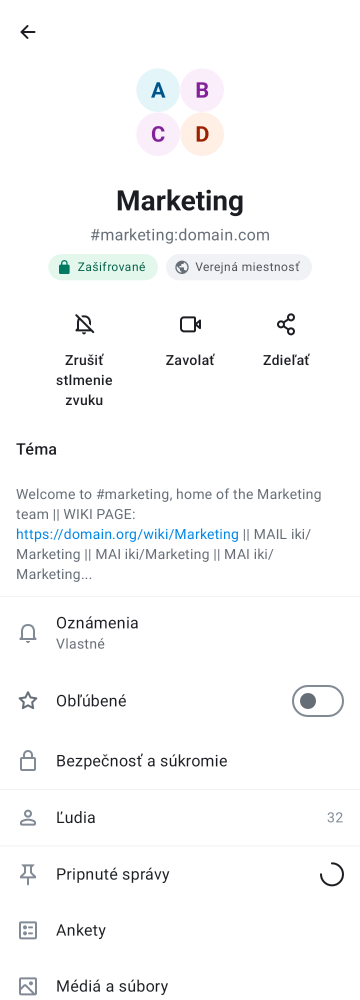 A B
C D
Marketing
#marketing:domain.com
Zašifrované Verejná miestnosť
Zrušiť Zavolať Zdieľať
stlmenie
zvuku
Téma
Welcome to #marketing, home of the Marketing
team || WIKI PAGE:
https://domain.org/wiki/Marketing || MAIL iki/
Marketing || MAI iki/Marketing || MAI iki/
Marketing...
Oznámenia
Vlastné
Obľúbené
Bezpečnosť a súkromie
Ľudia 32
Pripnuté správy
Ankety
Médiá a súbory